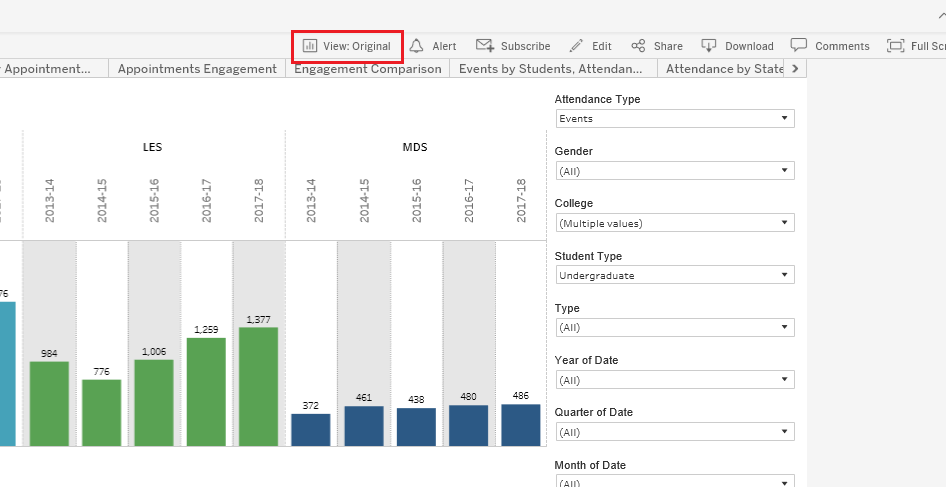 View: Original Alert Subscribe Edit Share Download Comments Full Scr
Appointment... Appointments Engagement Engagement Comparison Events by Students, Attendan... Attendance by State
Attendance Type
Events
Gender
(All)
College
(Multiple values)
Student Type
Undergraduate
Type
(All)
Year of Date
(All)
Quarter of Date
(All)
Month of Date
(All)
LES MDS
2013-14 2014-15 2015-16 2016-17 2017-18 2013-14 2014-15 2015-16 2016-17 2017-18
76
984 776 1,006 1,259 1,377 372 461 438 480 486